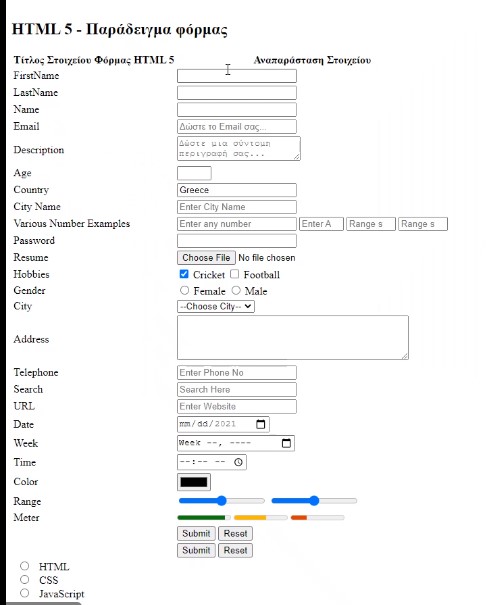 HTML 5 - Παράδειγμα φόρμας
Τίτλος Στοιχείου Φόρμας HTML 5 Αναπαράσταση Στοιχείου
FirstName
LastName
Name
Email Δώστε το Email σας...
Description Δώστε μια σύντομη
περιγραφή σας...
Age
Country Greece
City Name Enter City Name
Various Number Examples Enter any number Enter A Range s Range s
Password
Resume Choose File No file chosen
Hobbies Cricket Football
Gender Female Male
City --Choose City--
Address
Telephone Enter Phone No
Search Search Here
URL Enter Website
Date mm/dd/2021
Week Week --, ----
Time --:-- --
Color
Range
Meter
Submit Reset
Submit Reset
HTML
CSS
JavaScript